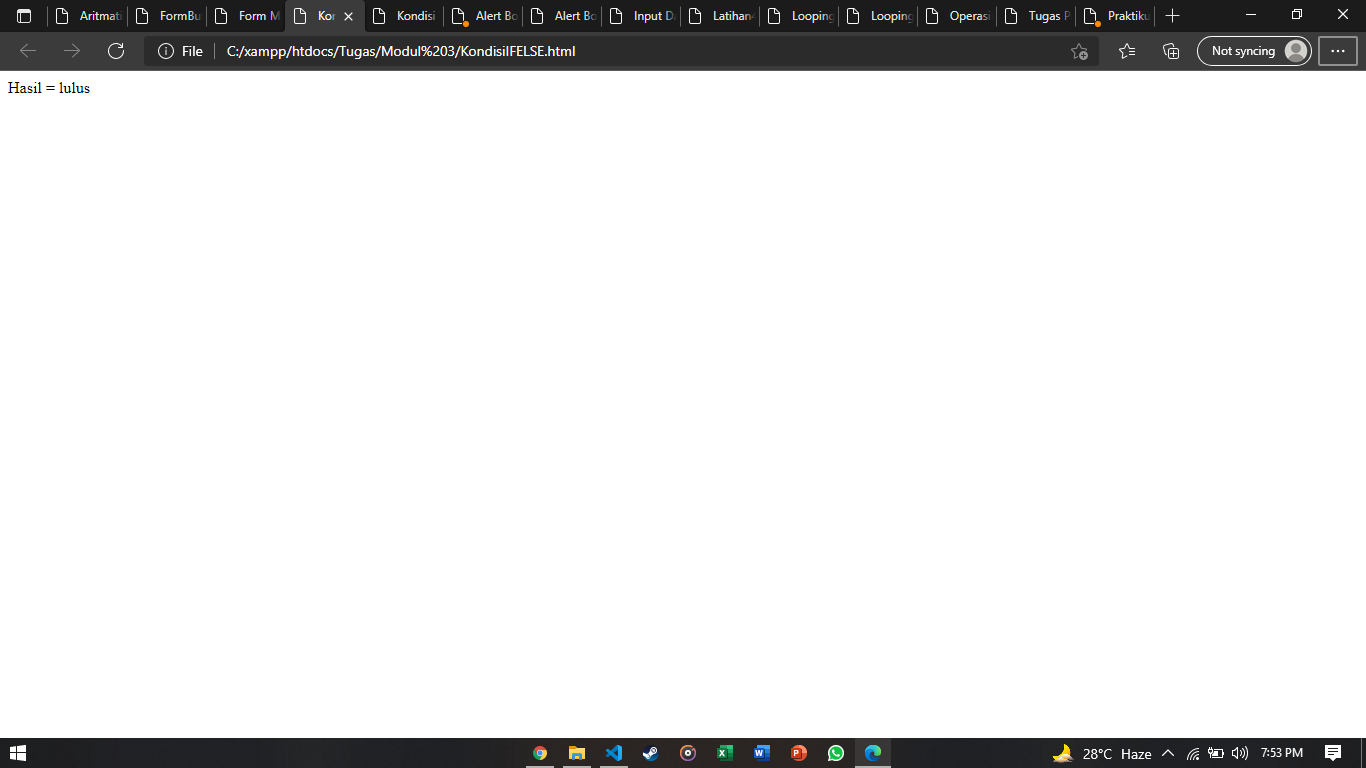 Aritmati FormBu Form M Kor Kondisi Alert Bo Alert Bo Input D Latihan4 Looping Looping Operasi Tugas P Praktiku
File C:/xampp/htdocs/Tugas/Modul%203/KondisiIFELSE.html Not syncing
Hasil = lulus
28°C Haze 7:53 PM